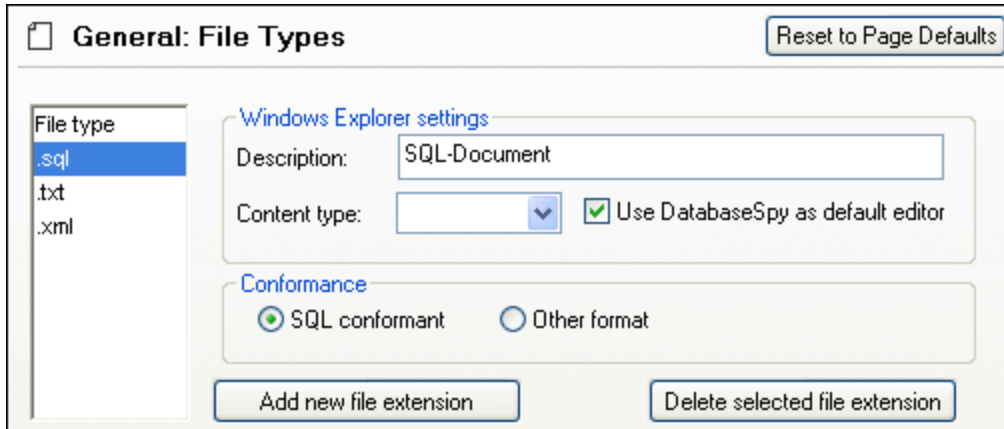 General: File Types
Reset to Page Defaults
File type
.sql
.txt
.xml
Windows Explorer settings
Description:
SQL-Document
Content type:
Use DatabaseSpy as default editor
Conformance
SQL conformant
Other format
Add new file extension
Delete selected file extension